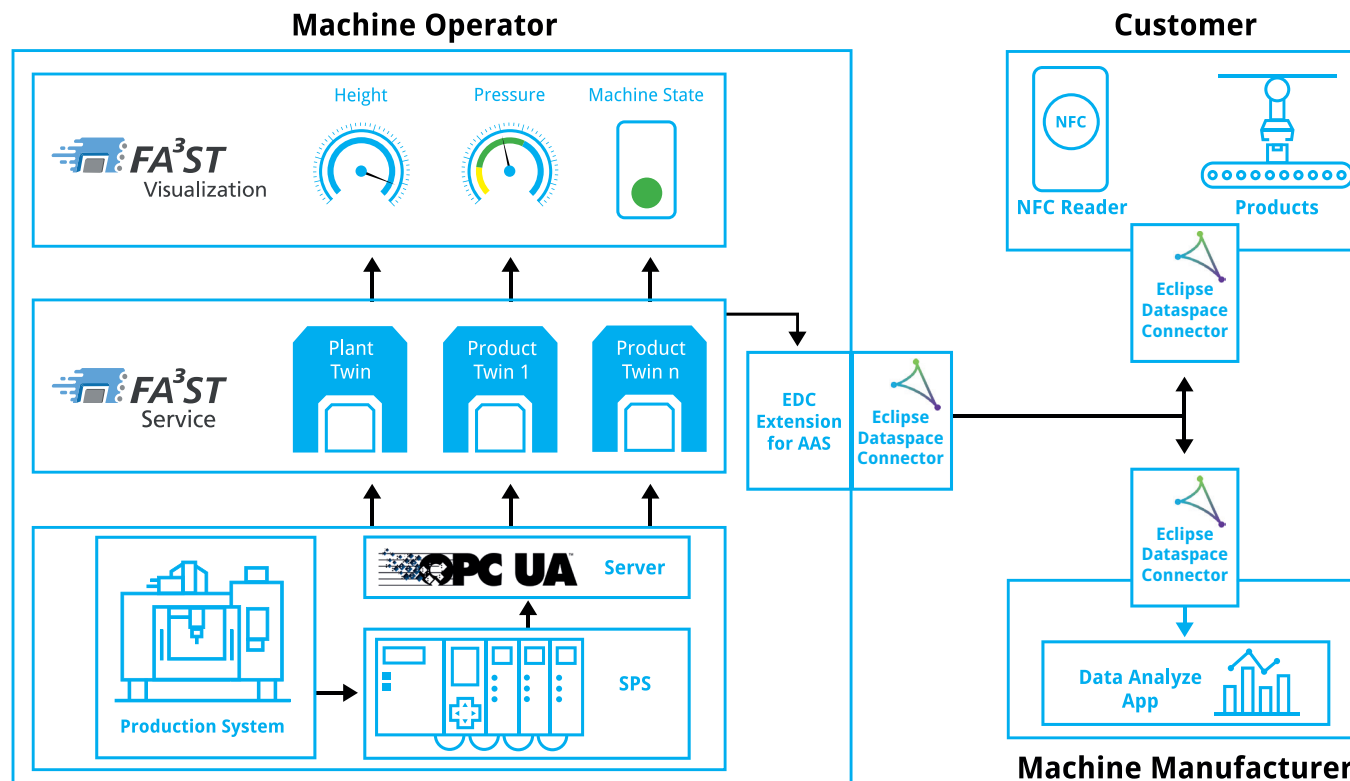 Machine Operator
Customer
Height
Pressure
Machine State
FA³ST
Visualization
NFC
NFC Reader
Products
Eclipse
Dataspace
Connector
Plant
Twin
Product
Twin 1
Product
Twin n
FA³ST
Service
EDC
Extension
for AAS
Eclipse
Dataspace
Connector
OPC UA™
Server
Eclipse
Dataspace
Connector
SPS
Production System
Data Analyze
App
Machine Manufacturer